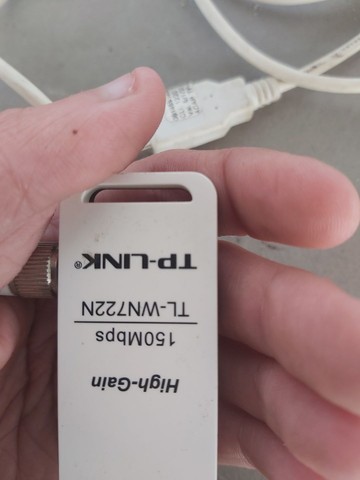 TP-LINK®
TL-WN722N
150Mbps
High-Gain